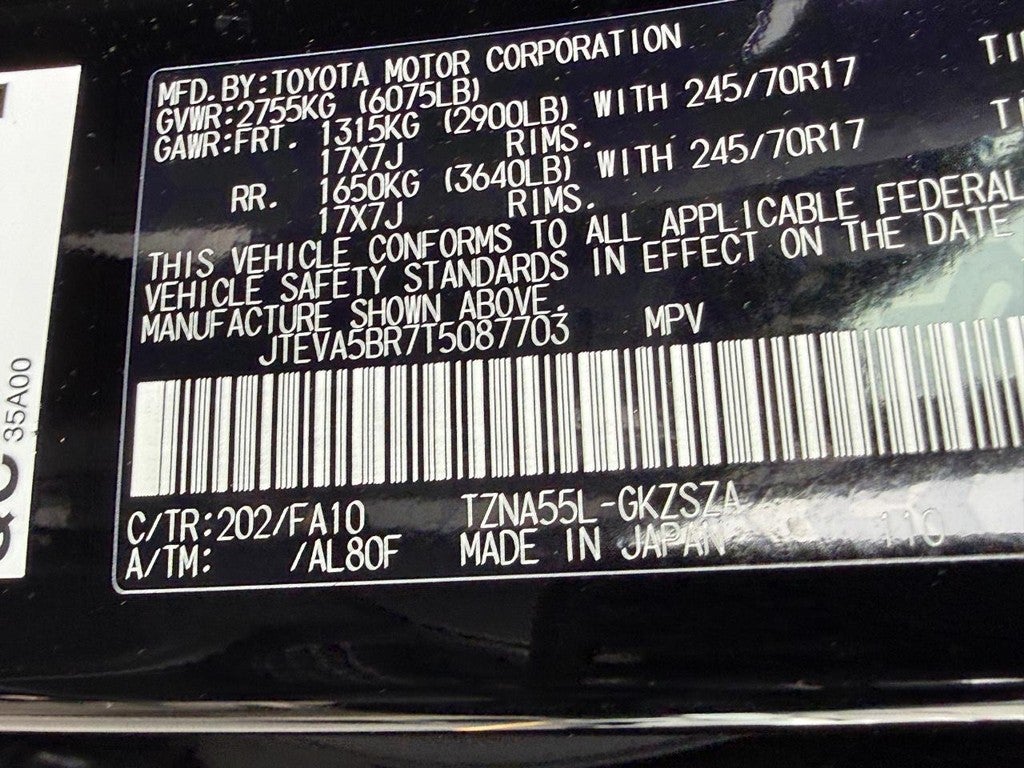 MFD. BY: TOYOTA MOTOR CORPORATION
GVWR: 2755KG (6075LB)
GAWR: FRT. 1315KG (2900LB) WITH 245/70R17
17X7J RIMS.
RR. 1650KG (3640LB) WITH 245/70R17
17X7J RIMS.
THIS VEHICLE CONFORMS TO ALL APPLICABLE FEDERAL
VEHICLE SAFETY STANDARDS IN EFFECT ON THE DATE
MANUFACTURE SHOWN ABOVE.
JTEVA5BR7T5087703 MPV
C/TR: 202/FA10 TZNA55L-GKZSZA
A/TM: /AL80F MADE IN JAPAN 110
35A00